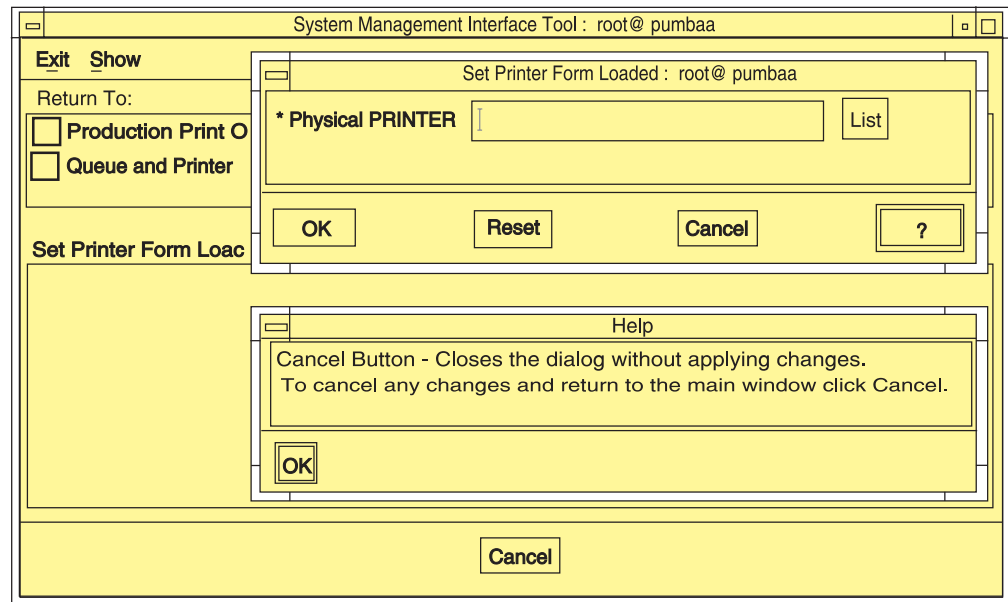 System Management Interface Tool : root@ pumbaa
Exit Show
Return To:
Production Print O
Queue and Printer
Set Printer Form Loac
Set Printer Form Loaded : root@ pumbaa
* Physical PRINTER
List
OK
Reset
Cancel
?
Help
Cancel Button - Closes the dialog without applying changes.
To cancel any changes and return to the main window click Cancel.
OK
Cancel